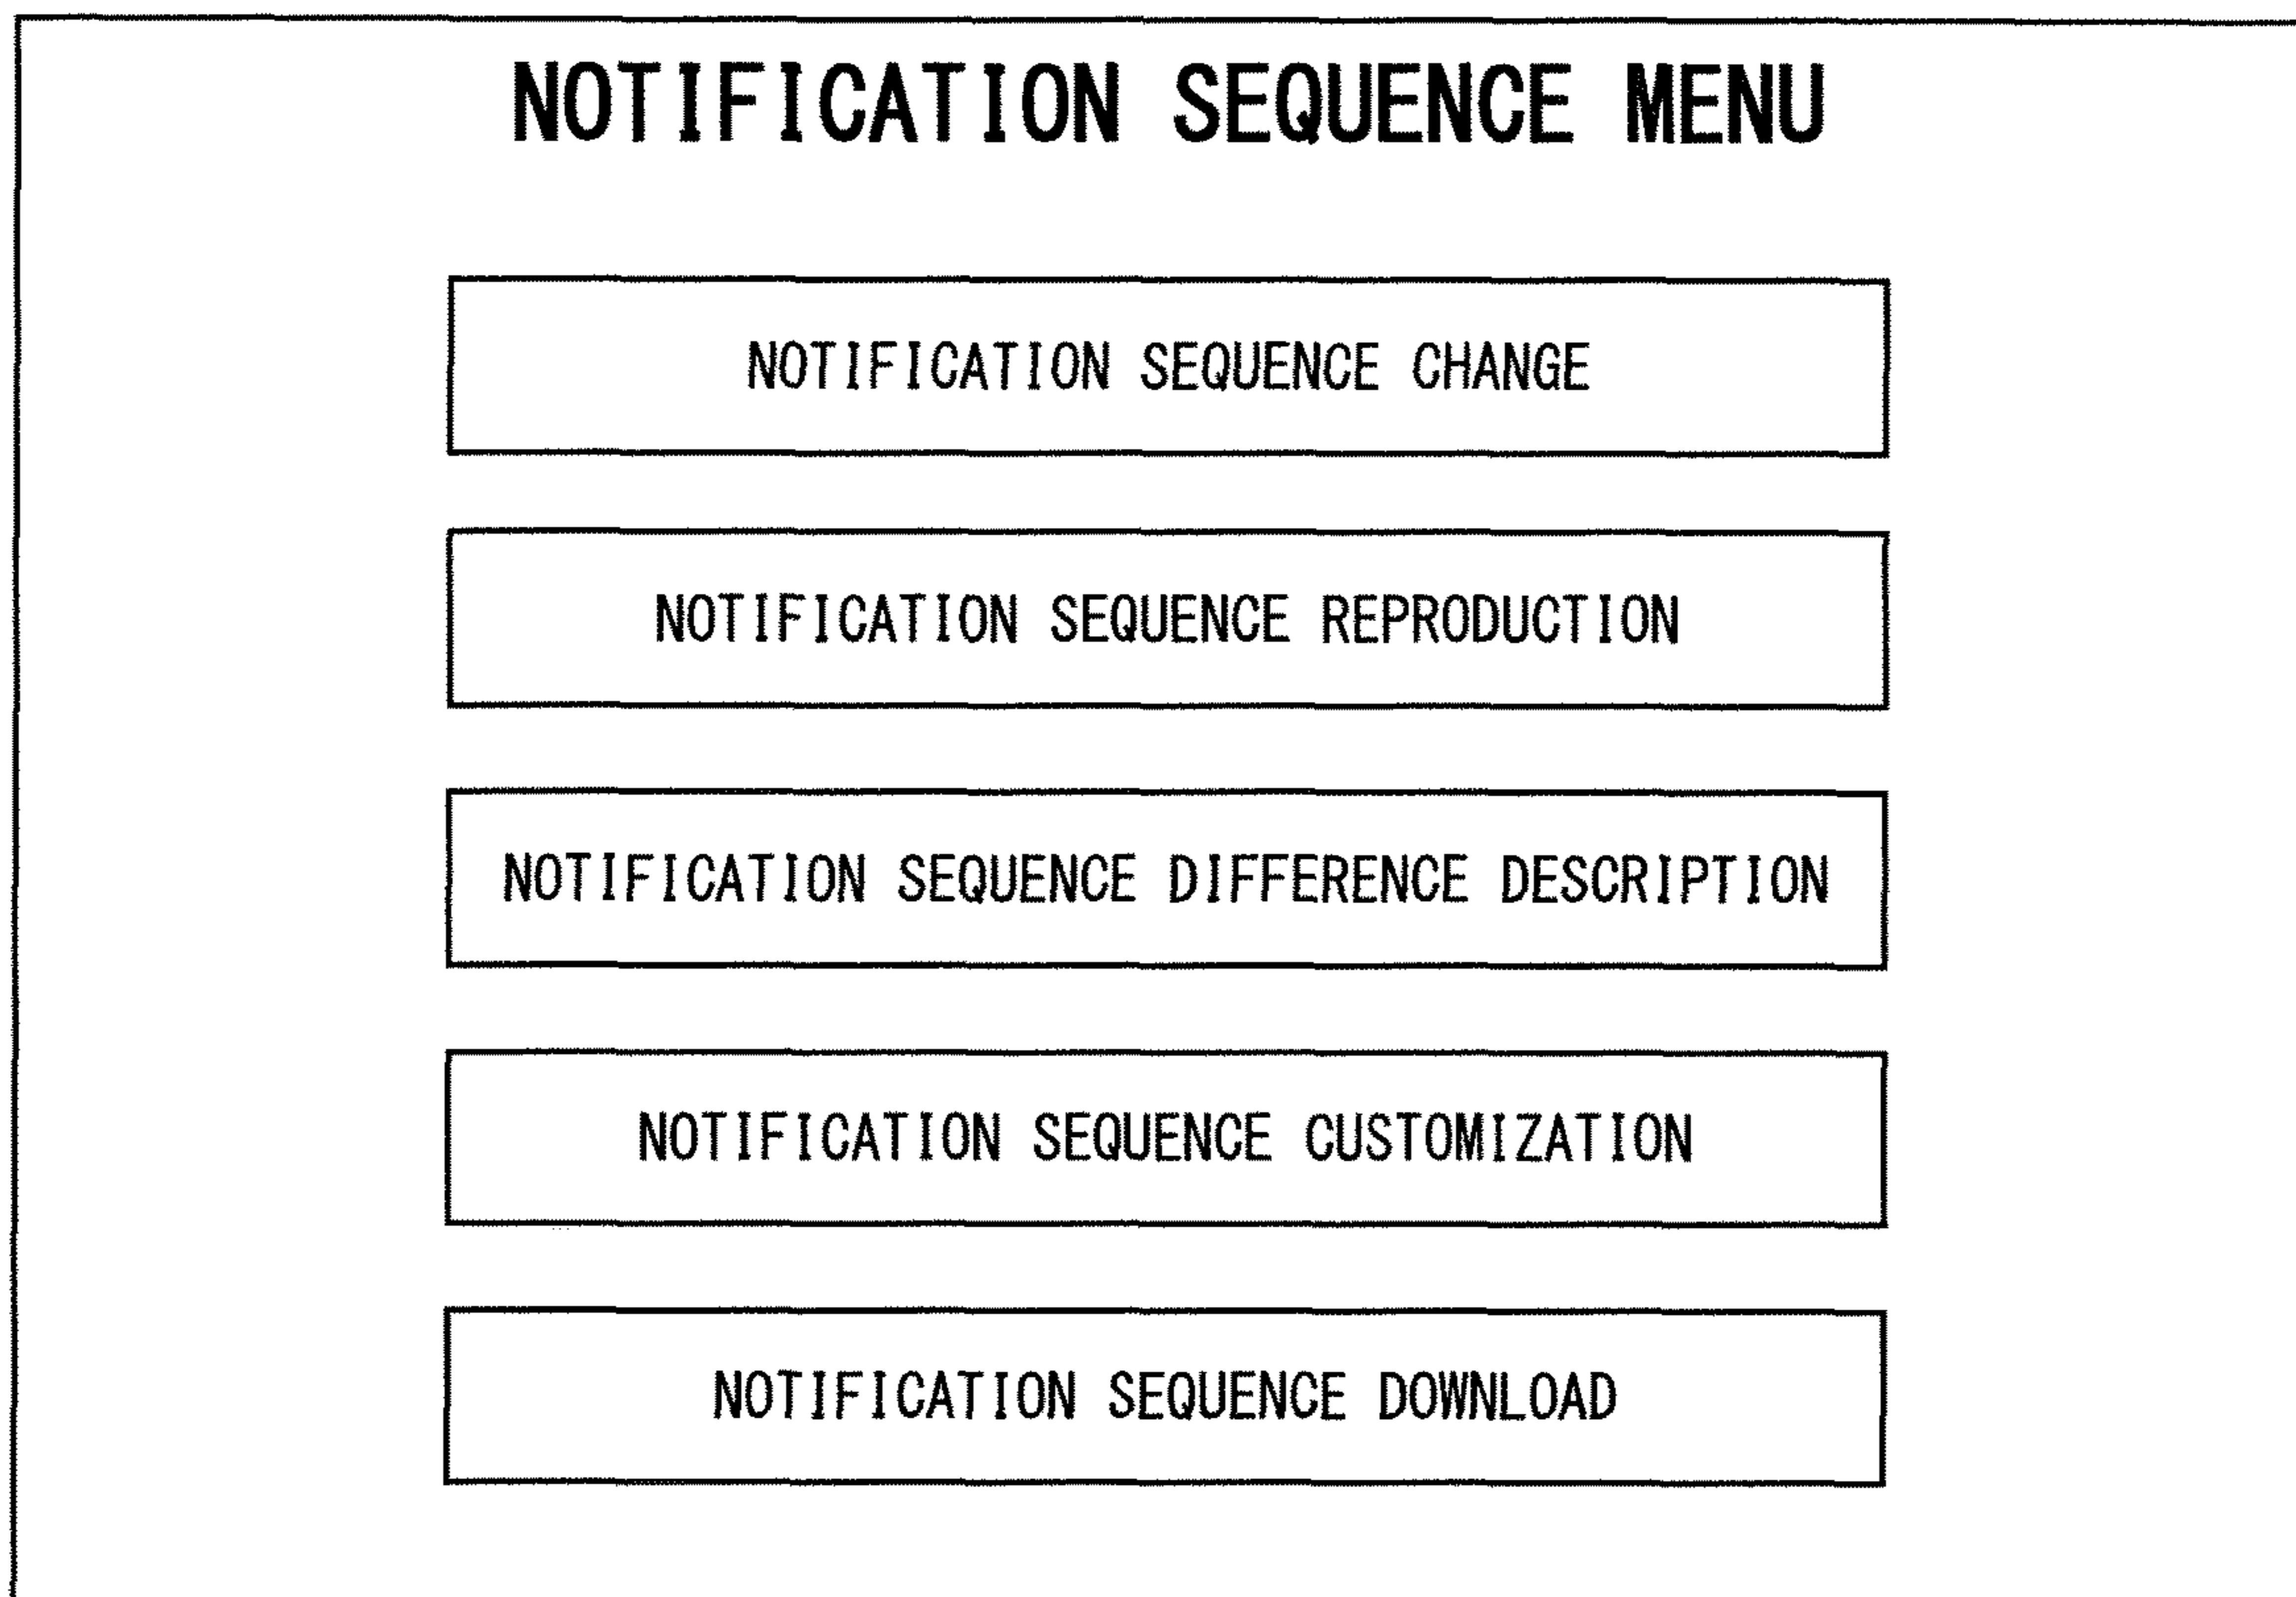 NOTIFICATION SEQUENCE MENU
NOTIFICATION SEQUENCE CHANGE
NOTIFICATION SEQUENCE REPRODUCTION
NOTIFICATION SEQUENCE DIFFERENCE DESCRIPTION
NOTIFICATION SEQUENCE CUSTOMIZATION
NOTIFICATION SEQUENCE DOWNLOAD